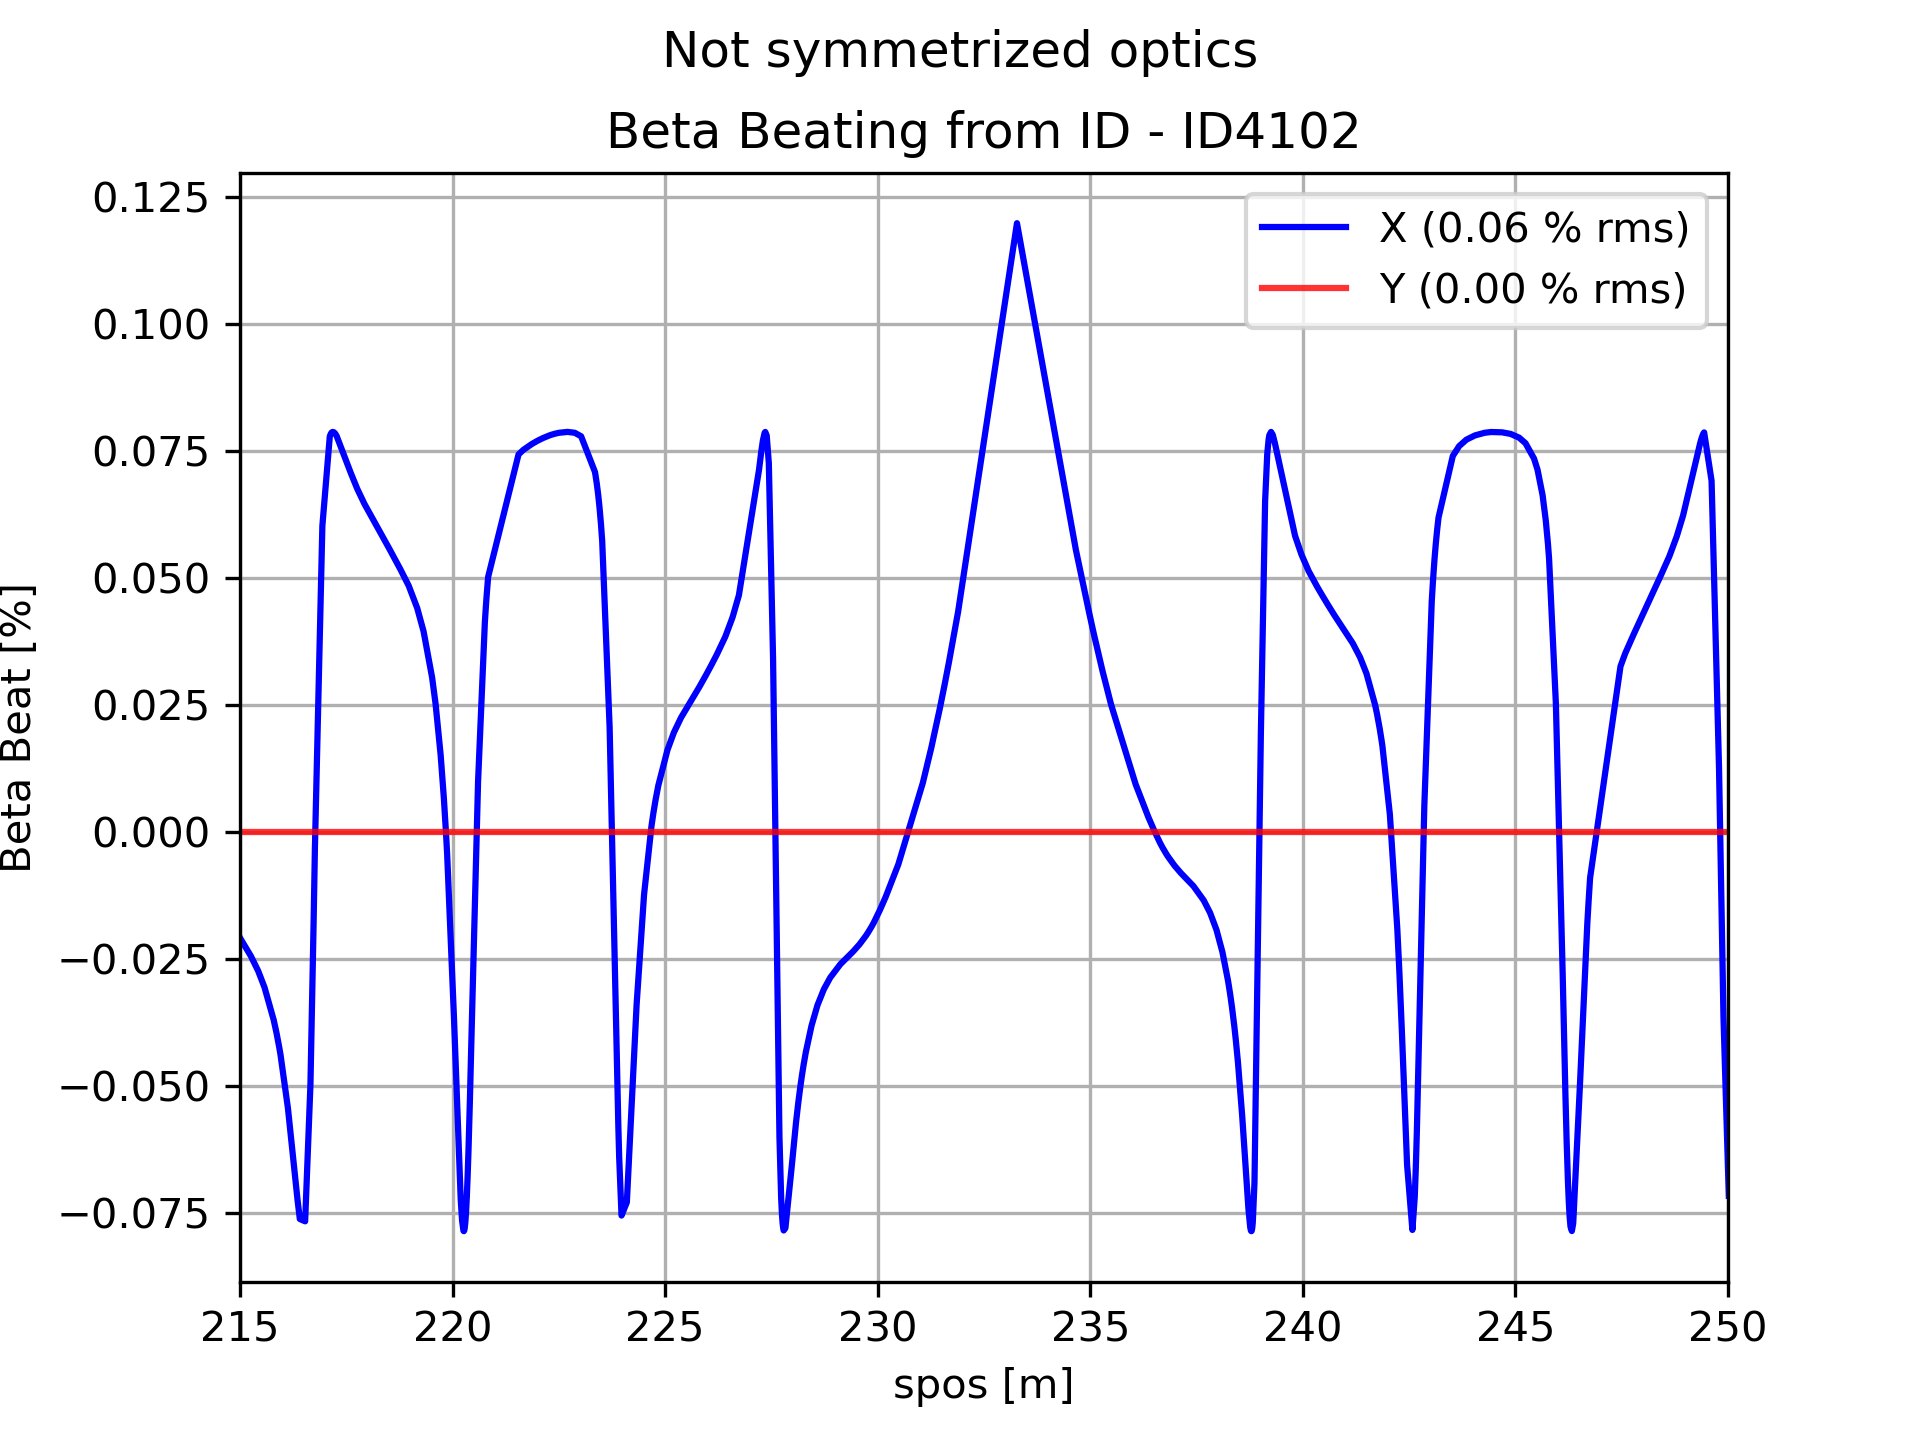 Not symmetrized optics
Beta Beating from ID - ID4102
X (0.06 % rms)
Y (0.00 % rms)
0.125
0.100
0.075
0.050
0.025
0.000
−0.025
−0.050
−0.075
Beta Beat [%]
215 220 225 230 235 240 245 250
spos [m]